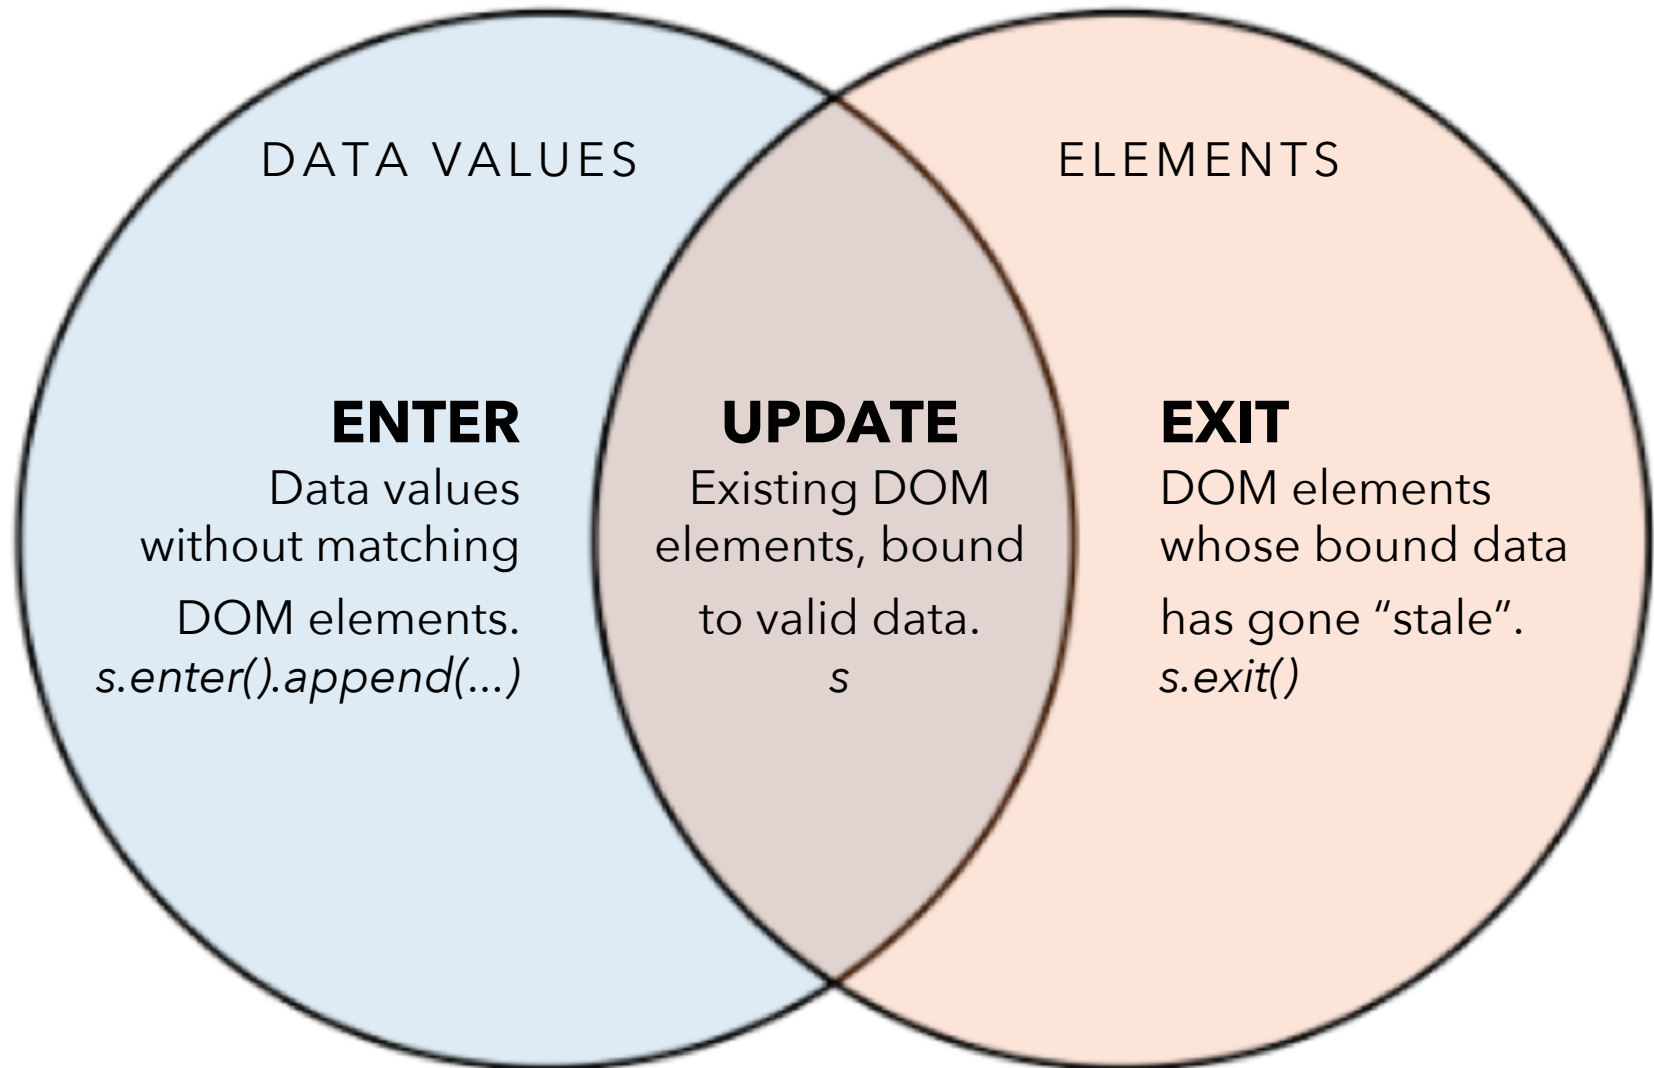 DATA VALUES
ELEMENTS
ENTER
Data values
without matching
DOM elements.
s.enter().append(...)
UPDATE
Existing DOM
elements, bound
to valid data.
s
EXIT
DOM elements
whose bound data
has gone “stale”.
s.exit()